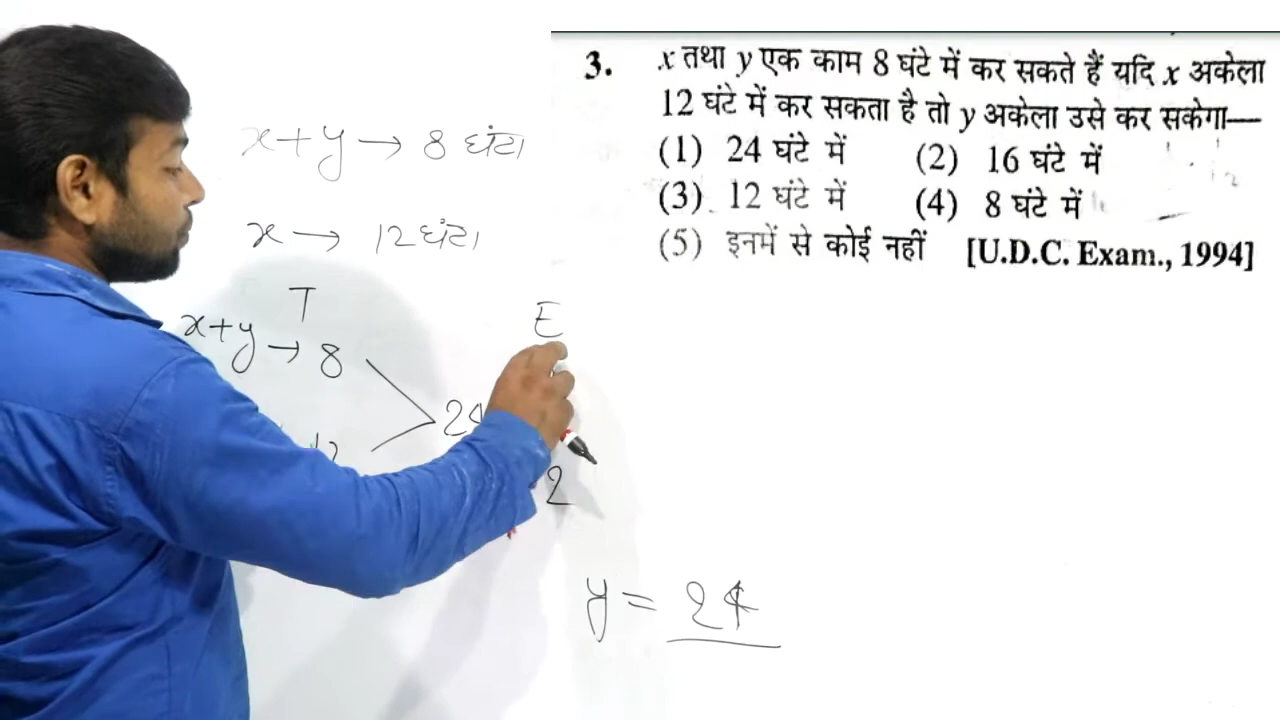 3. x तथा y एक काम 8 घंटे में कर सकते हैं यदि x अकेला
12 घंटे में कर सकता है तो y अकेला उसे कर सकेगा—
(1) 24 घंटे में (2) 16 घंटे में
(3) 12 घंटे में (4) 8 घंटे में
(5) इनमें से कोई नहीं [U.D.C. Exam., 1994]
x+y → 8 घंटा
x → 12 घंटा
T E
x+y → 8
24
12
2
y = 24